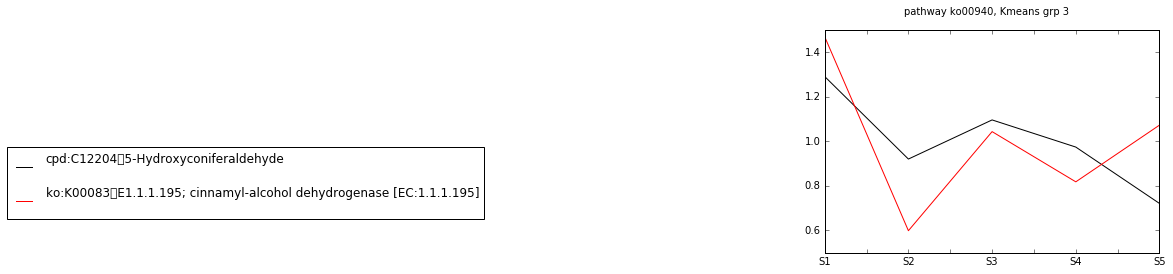 pathway ko00940, Kmeans grp 3
1.4
1.2
1.0
0.8
0.6
S1 S2 S3 S4 S5
cpd:C12204▯5-Hydroxyconiferaldehyde
ko:K00083▯E1.1.1.195; cinnamyl-alcohol dehydrogenase [EC:1.1.1.195]